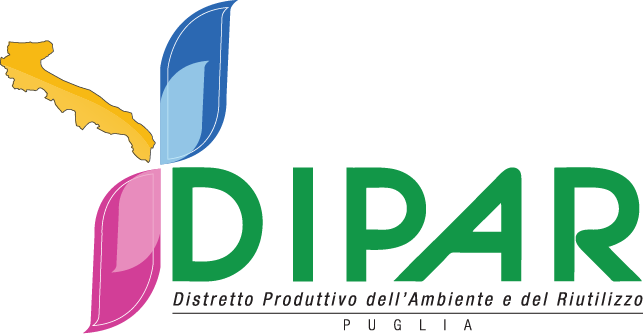 DIPAR
Distretto Produttivo dell'Ambiente e del Riutilizzo
PUGLIA